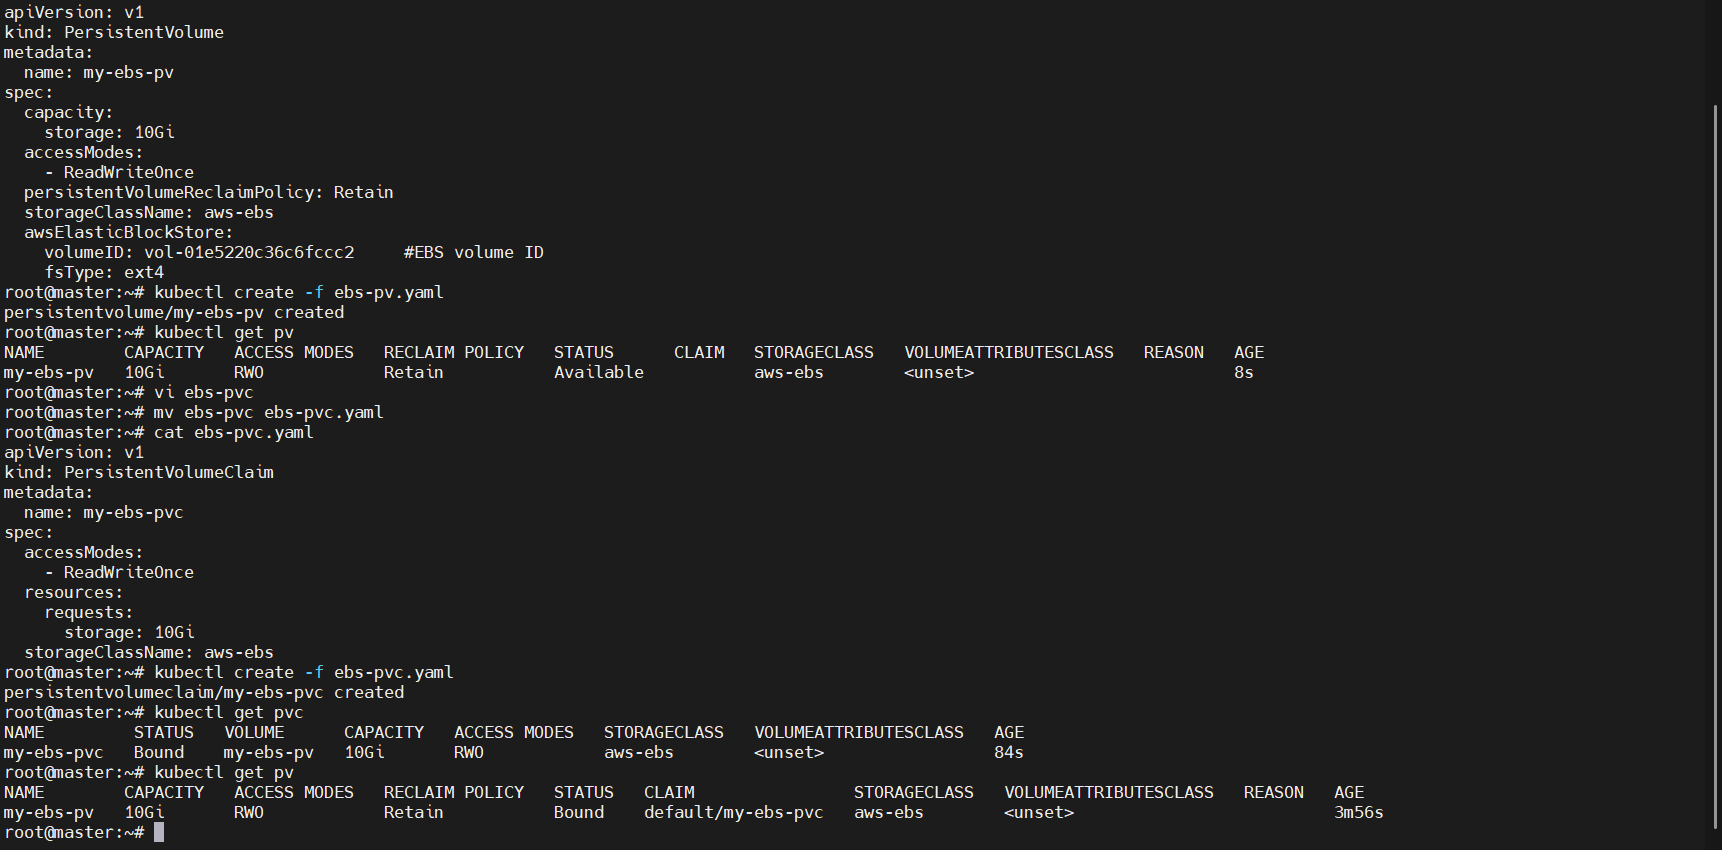 apiVersion: v1
kind: PersistentVolume
metadata:
  name: my-ebs-pv
spec:
  capacity:
    storage: 10Gi
  accessModes:
    - ReadWriteOnce
  persistentVolumeReclaimPolicy: Retain
  storageClassName: aws-ebs
  awsElasticBlockStore:
    volumeID: vol-01e5220c36c6fccc2     #EBS volume ID
    fsType: ext4
root@master:~# kubectl create -f ebs-pv.yaml
persistentvolume/my-ebs-pv created
root@master:~# kubectl get pv
NAME        CAPACITY   ACCESS MODES   RECLAIM POLICY   STATUS      CLAIM   STORAGECLASS   VOLUMEATTRIBUTESCLASS   REASON   AGE
my-ebs-pv   10Gi       RWO            Retain           Available           aws-ebs        <unset>                          8s
root@master:~# vi ebs-pvc
root@master:~# mv ebs-pvc ebs-pvc.yaml
root@master:~# cat ebs-pvc.yaml
apiVersion: v1
kind: PersistentVolumeClaim
metadata:
  name: my-ebs-pvc
spec:
  accessModes:
    - ReadWriteOnce
  resources:
    requests:
      storage: 10Gi
  storageClassName: aws-ebs
root@master:~# kubectl create -f ebs-pvc.yaml
persistentvolumeclaim/my-ebs-pvc created
root@master:~# kubectl get pvc
NAME         STATUS   VOLUME      CAPACITY   ACCESS MODES   STORAGECLASS   VOLUMEATTRIBUTESCLASS   AGE
my-ebs-pvc   Bound    my-ebs-pv   10Gi       RWO            aws-ebs        <unset>                 84s
root@master:~# kubectl get pv
NAME        CAPACITY   ACCESS MODES   RECLAIM POLICY   STATUS   CLAIM                STORAGECLASS   VOLUMEATTRIBUTESCLASS   REASON   AGE
my-ebs-pv   10Gi       RWO            Retain           Bound    default/my-ebs-pvc   aws-ebs        <unset>                          3m56s
root@master:~#